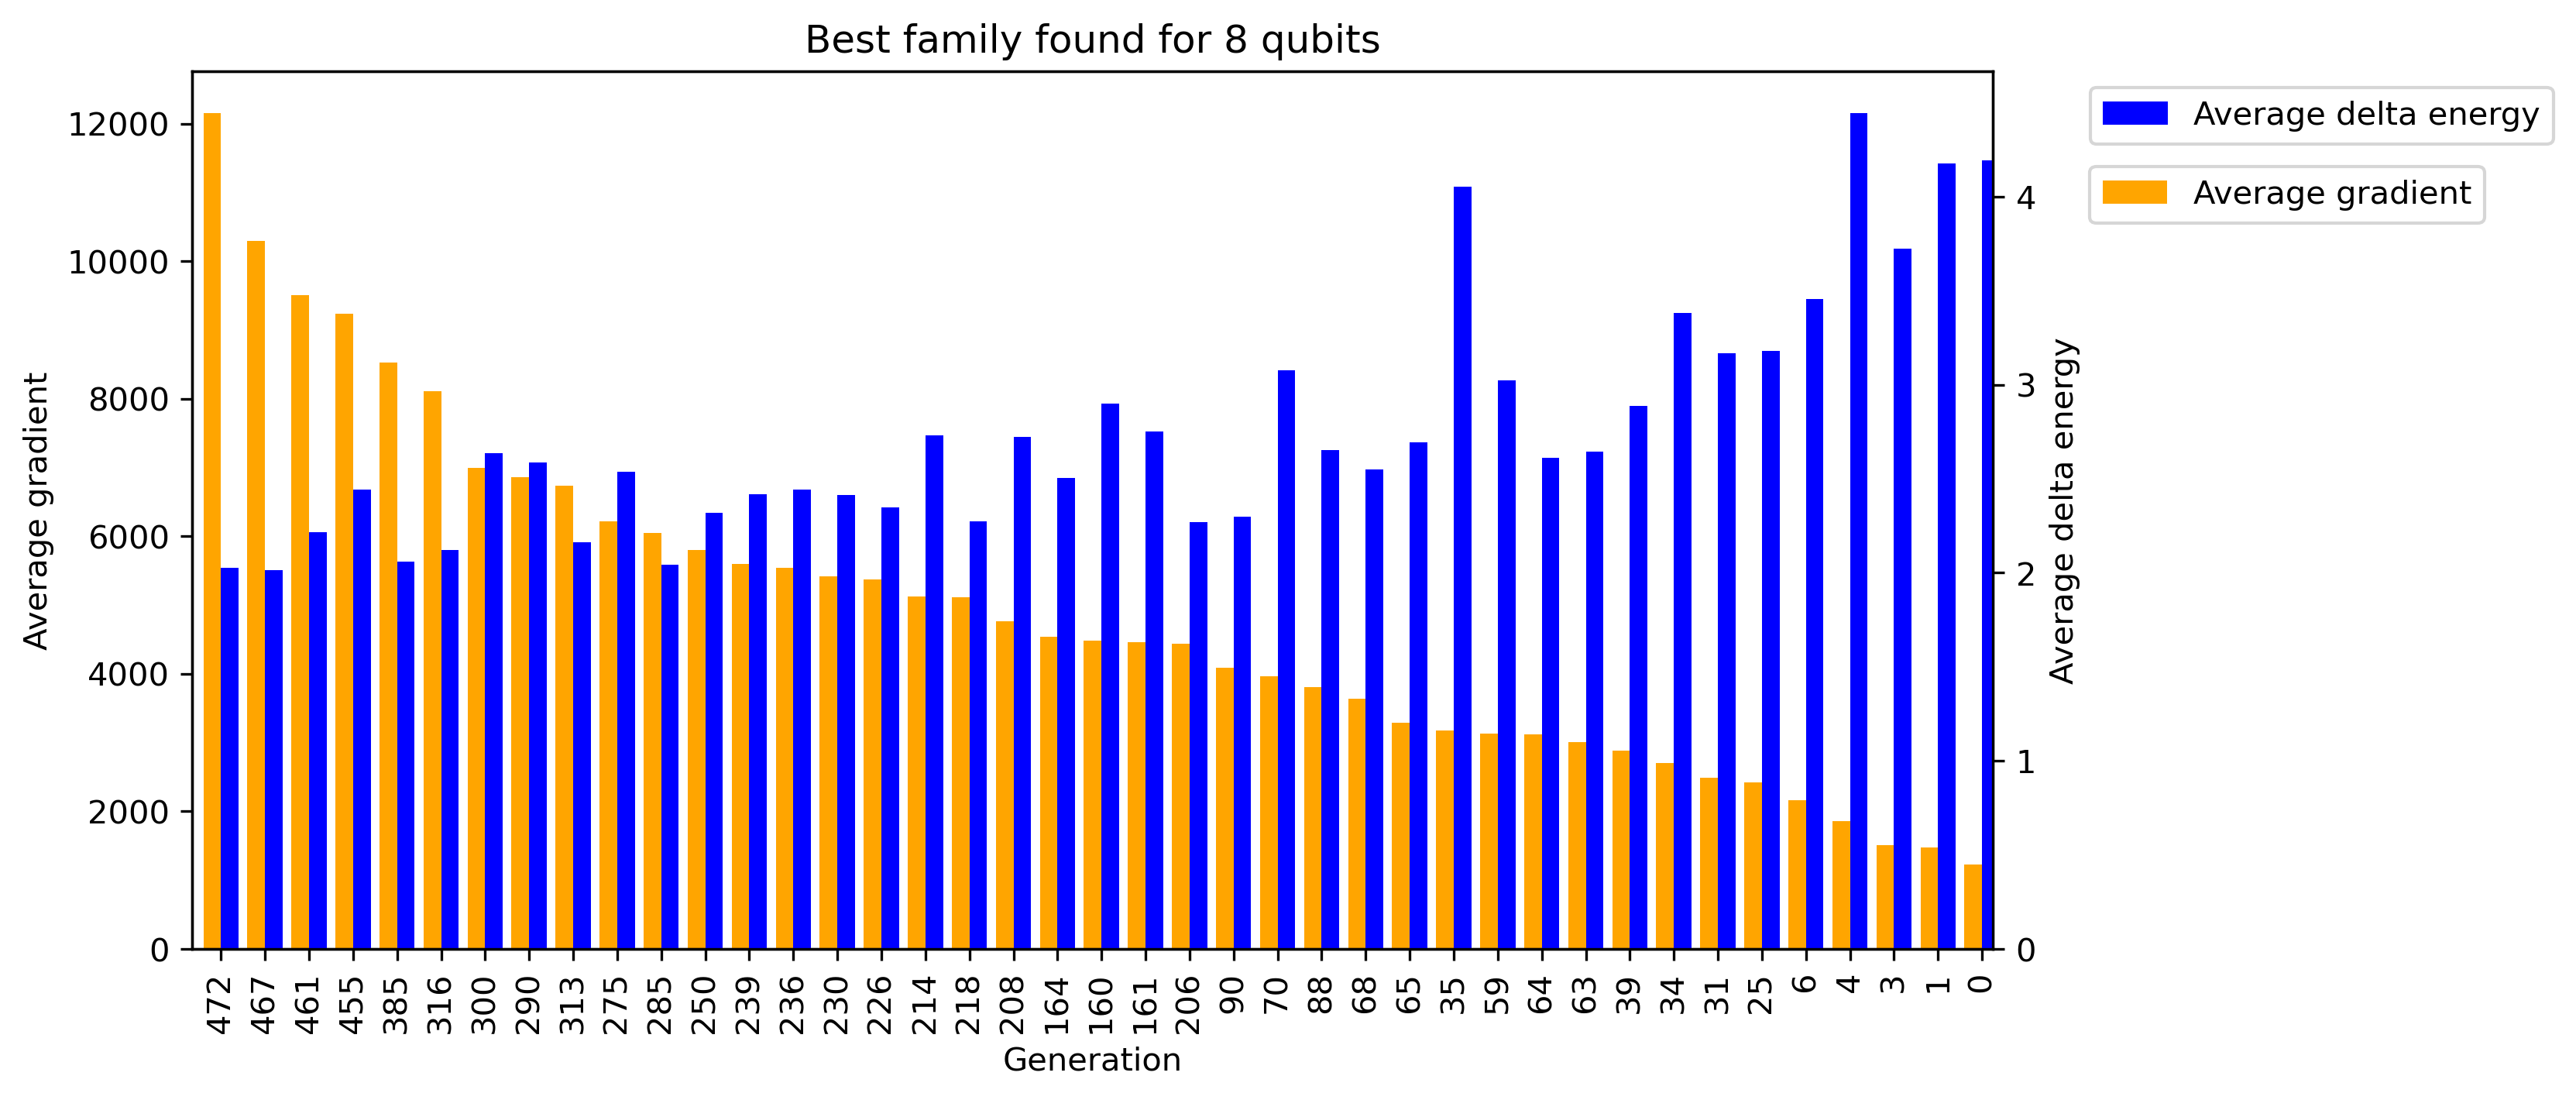 Best family found for 8 qubits
Average delta energy
Average gradient
12000
10000
8000
6000
4000
2000
0
Average gradient
4
3
2
1
0
Average delta energy
472 467 461 455 385 316 300 290 313 275 285 250 239 236 230 226 214 218 208 164 160 161 206 90 70 88 68 65 35 59 64 63 39 34 31 25 6 4 3 1 0
Generation